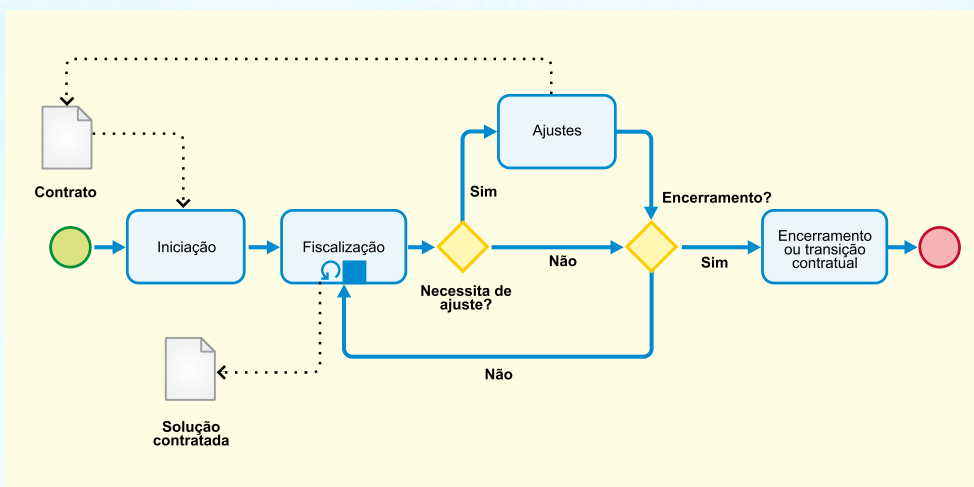 Ajustes
Contrato
Sim
Encerramento?
Iniciação
Fiscalização
Necessita de
ajuste?
Não
Sim
Encerramento
ou transição
contratual
Não
Solução
contratada